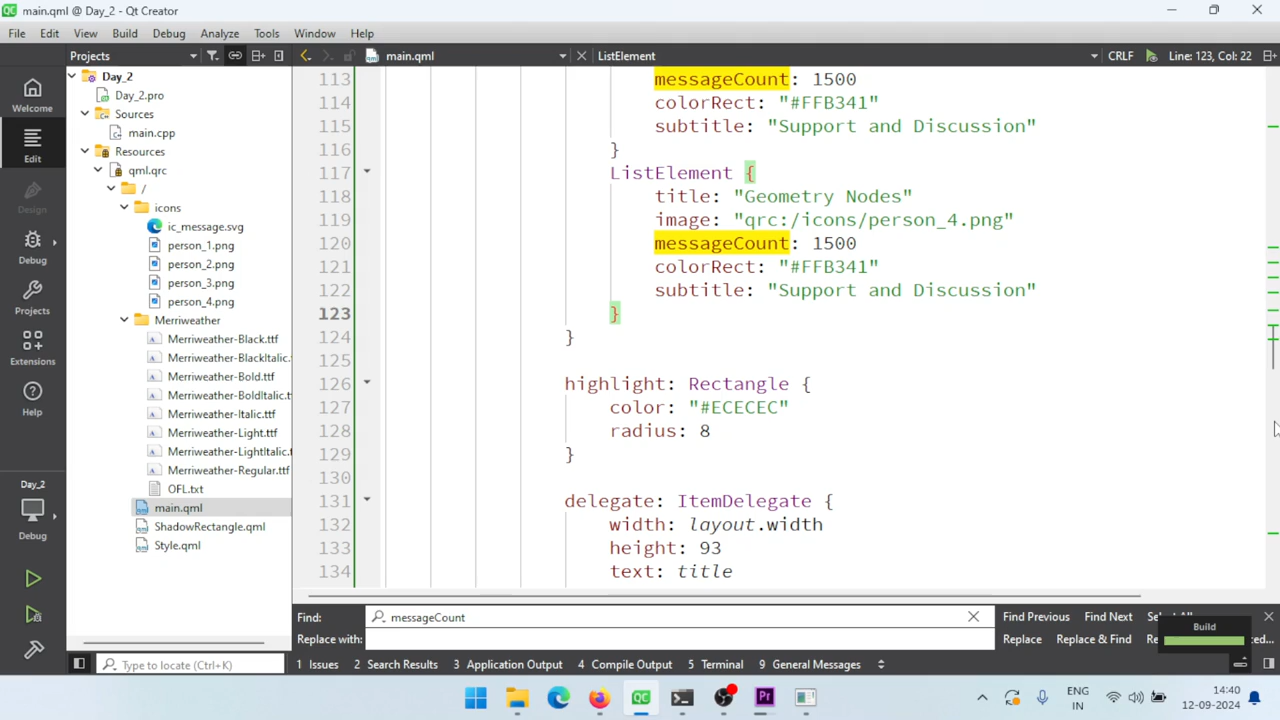 main.qml @ Day_2 - Qt Creator
File Edit View Build Debug Analyze Tools Window Help
Projects
main.qml
ListElement
CRLF
Line: 123, Col: 22
Welcome
Edit
Design
Debug
Projects
Extensions
Help
Day_2
Debug
Day_2
Day_2.pro
Sources
main.cpp
Resources
qml.qrc
/
icons
ic_message.svg
person_1.png
person_2.png
person_3.png
person_4.png
Merriweather
Merriweather-Black.ttf
Merriweather-BlackItalic.
Merriweather-Bold.ttf
Merriweather-BoldItalic.t
Merriweather-Italic.ttf
Merriweather-Light.ttf
Merriweather-LightItalic.
Merriweather-Regular.ttf
OFL.txt
main.qml
ShadowRectangle.qml
Style.qml
113 messageCount: 1500
114 colorRect: "#FFB341"
115 subtitle: "Support and Discussion"
116 }
117 ListElement {
118 title: "Geometry Nodes"
119 image: "qrc:/icons/person_4.png"
120 messageCount: 1500
121 colorRect: "#FFB341"
122 subtitle: "Support and Discussion"
123 }
124 }
125
126 highlight: Rectangle {
127 color: "#ECECEC"
128 radius: 8
129 }
130
131 delegate: ItemDelegate {
132 width: layout.width
133 height: 93
134 text: title
Find: messageCount
Find Previous Find Next
Replace with:
Replace Replace & Find
Build
Type to locate (Ctrl+K)
1 Issues 2 Search Results 3 Application Output 4 Compile Output 5 Terminal 9 General Messages
ENG
IN
14:40
12-09-2024